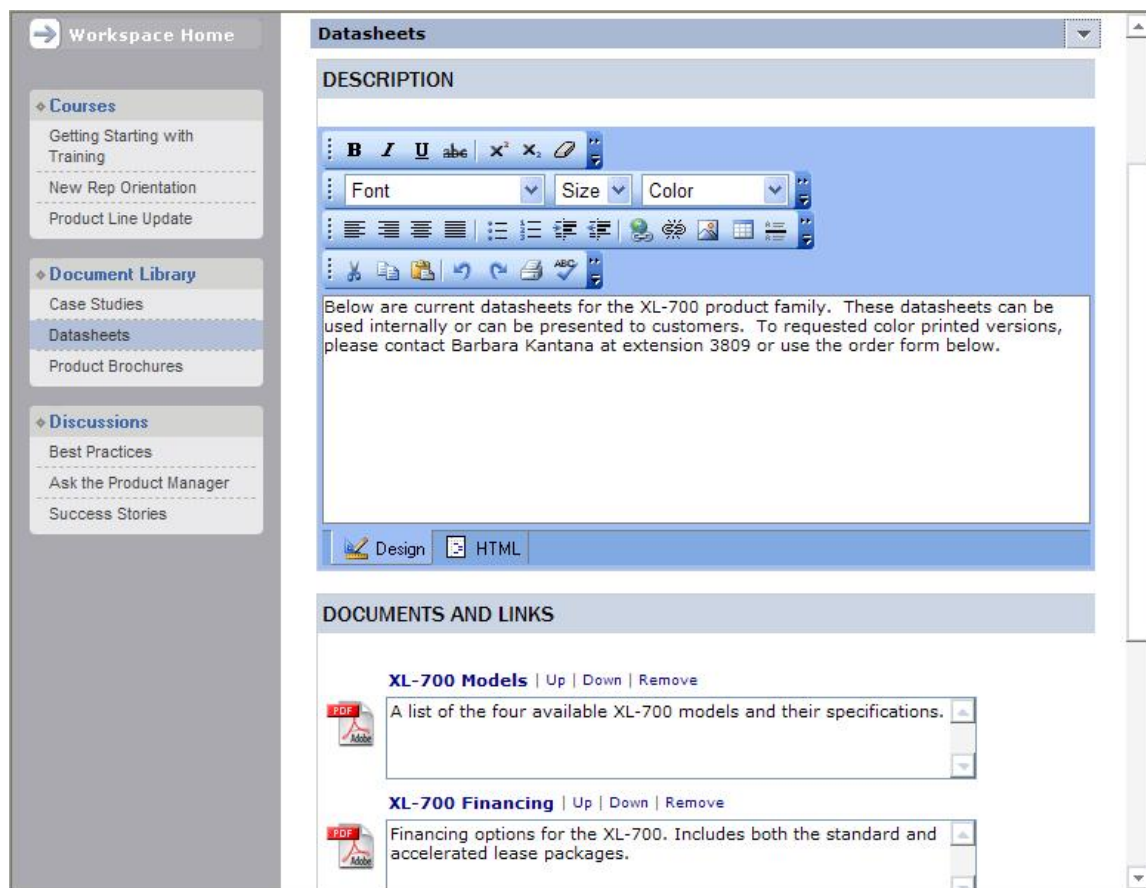 Workspace Home
Courses
Getting Starting with
Training
New Rep Orientation
Product Line Update
Document Library
Case Studies
Datasheets
Product Brochures
Discussions
Best Practices
Ask the Product Manager
Success Stories
Datasheets
DESCRIPTION
B I U abc x² x₂
Font Size Color
ABC
Below are current datasheets for the XL-700 product family. These datasheets can be
used internally or can be presented to customers. To requested color printed versions,
please contact Barbara Kantana at extension 3809 or use the order form below.
Design HTML
DOCUMENTS AND LINKS
XL-700 Models | Up | Down | Remove
PDF
Adobe
A list of the four available XL-700 models and their specifications.
XL-700 Financing | Up | Down | Remove
PDF
Adobe
Financing options for the XL-700. Includes both the standard and
accelerated lease packages.